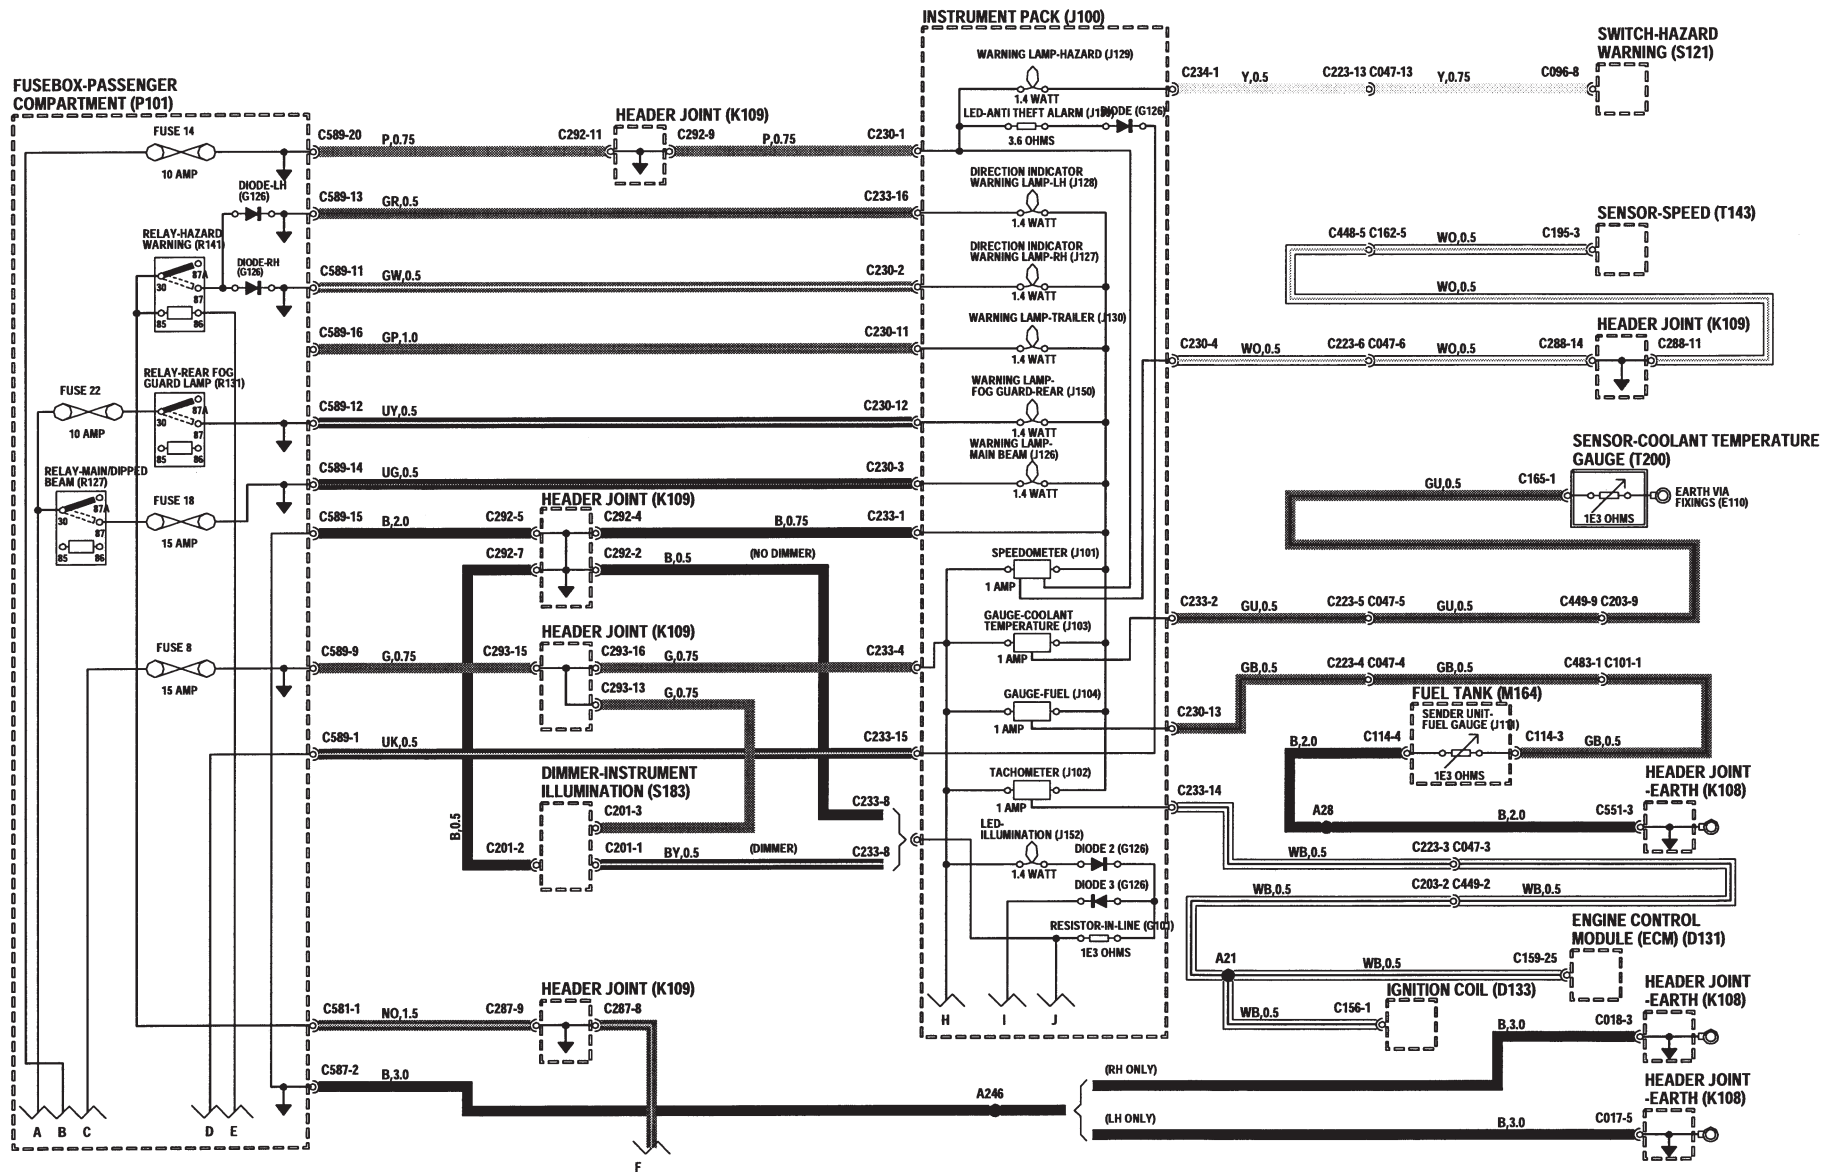 INSTRUMENT PACK (J100)
FUSEBOX-PASSENGER
COMPARTMENT (P101)
FUSE 14
10 AMP
DIODE-LH
(G126)
RELAY-HAZARD
WARNING (R141)
87A
30
87
85
86
DIODE-RH
(G126)
RELAY-REAR FOG
GUARD LAMP (R131)
87A
30
87
85
86
FUSE 22
10 AMP
RELAY-MAIN/DIPPED
BEAM (R127)
87A
30
87
85
86
FUSE 18
15 AMP
FUSE 8
15 AMP
A
B
C
D
E
C589-20
P,0.75
C292-11
HEADER JOINT (K109)
C292-9
P,0.75
C230-1
C589-13
GR,0.5
C233-16
C589-11
GW,0.5
C230-2
C589-16
GP,1.0
C230-11
C589-12
UY,0.5
C230-12
C589-14
UG,0.5
C230-3
HEADER JOINT (K109)
C589-15
B,2.0
C292-5
C292-4
B,0.75
C233-1
C292-7
C292-2
B,0.5
(NO DIMMER)
HEADER JOINT (K109)
C589-9
G,0.75
C293-15
C293-16
G,0.75
C233-4
C293-13
G,0.75
C589-1
UK,0.5
C233-15
DIMMER-INSTRUMENT
ILLUMINATION (S183)
C201-3
C233-8
B,0.5
C201-2
C201-1
BY,0.5
(DIMMER)
C233-8
HEADER JOINT (K109)
C581-1
NO,1.5
C287-9
C287-8
C587-2
B,3.0
A246
F
(RH ONLY)
(LH ONLY)
WARNING LAMP-HAZARD (J129)
1.4 WATT
LED-ANTI THEFT ALARM (J1
DIODE (G126)
3.6 OHMS
DIRECTION INDICATOR
WARNING LAMP-LH (J128)
1.4 WATT
DIRECTION INDICATOR
WARNING LAMP-RH (J127)
1.4 WATT
WARNING LAMP-TRAILER (J130)
1.4 WATT
WARNING LAMP-
FOG GUARD-REAR (J150)
1.4 WATT
WARNING LAMP-
MAIN BEAM (J126)
1.4 WATT
SPEEDOMETER (J101)
1 AMP
GAUGE-COOLANT
TEMPERATURE (J103)
1 AMP
GAUGE-FUEL (J104)
1 AMP
TACHOMETER (J102)
1 AMP
LED-
ILLUMINATION (J152)
1.4 WATT
DIODE 2 (G126)
DIODE 3 (G126)
RESISTOR-IN-LINE (G101)
1E3 OHMS
H
I
J
SWITCH-HAZARD
WARNING (S121)
C234-1
Y,0.5
C223-13 C047-13
Y,0.75
C096-8
SENSOR-SPEED (T143)
C448-5 C162-5
WO,0.5
C195-3
WO,0.5
HEADER JOINT (K109)
C230-4
WO,0.5
C223-6 C047-6
WO,0.5
C288-14
C288-11
SENSOR-COOLANT TEMPERATURE
GAUGE (T200)
GU,0.5
C165-1
1E3 OHMS
EARTH VIA
FIXINGS (E110)
C233-2
GU,0.5
C223-5 C047-5
GU,0.5
C449-9 C203-9
GB,0.5
C223-4 C047-4
GB,0.5
C483-1 C101-1
C230-13
FUEL TANK (M164)
SENDER UNIT-
FUEL GAUGE (J1
1E3 OHMS
B,2.0
C114-4
C114-3
GB,0.5
HEADER JOINT
-EARTH (K108)
C233-14
A28
B,2.0
C551-3
WB,0.5
C223-3 C047-3
WB,0.5
C203-2 C449-2
WB,0.5
ENGINE CONTROL
MODULE (ECM) (D131)
A21
WB,0.5
C159-25
IGNITION COIL (D133)
WB,0.5
C156-1
HEADER JOINT
-EARTH (K108)
B,3.0
C018-3
HEADER JOINT
-EARTH (K108)
B,3.0
C017-5